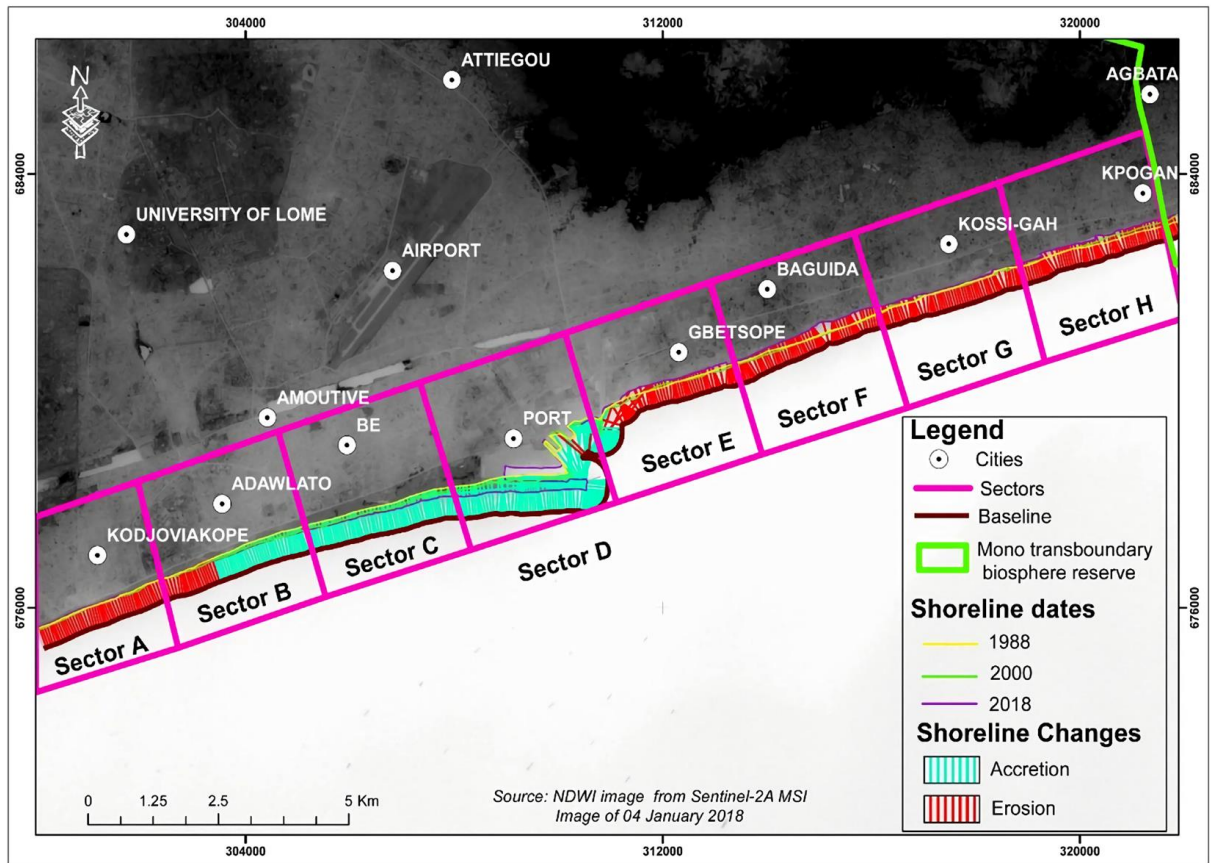 304000
312000
320000
N
ATTIEGOU
AGBATA
684000
684000
KPOGAN
UNIVERSITY OF LOME
KOSSI-GAH
AIRPORT
BAGUIDA
GBETSOPE
Sector H
Sector G
AMOUTIVE
BE
PORT
Sector F
Sector E
ADAWLATO
KODJOVIAKOPE
Sector D
Sector C
Sector B
Sector A
676000
676000
Legend
Cities
Sectors
Baseline
Mono transboundary
biosphere reserve
Shoreline dates
1988
2000
2018
Shoreline Changes
Accretion
Erosion
0 1.25 2.5 5 Km
Source: NDWI image from Sentinel-2A MSI
Image of 04 January 2018
304000
312000
320000